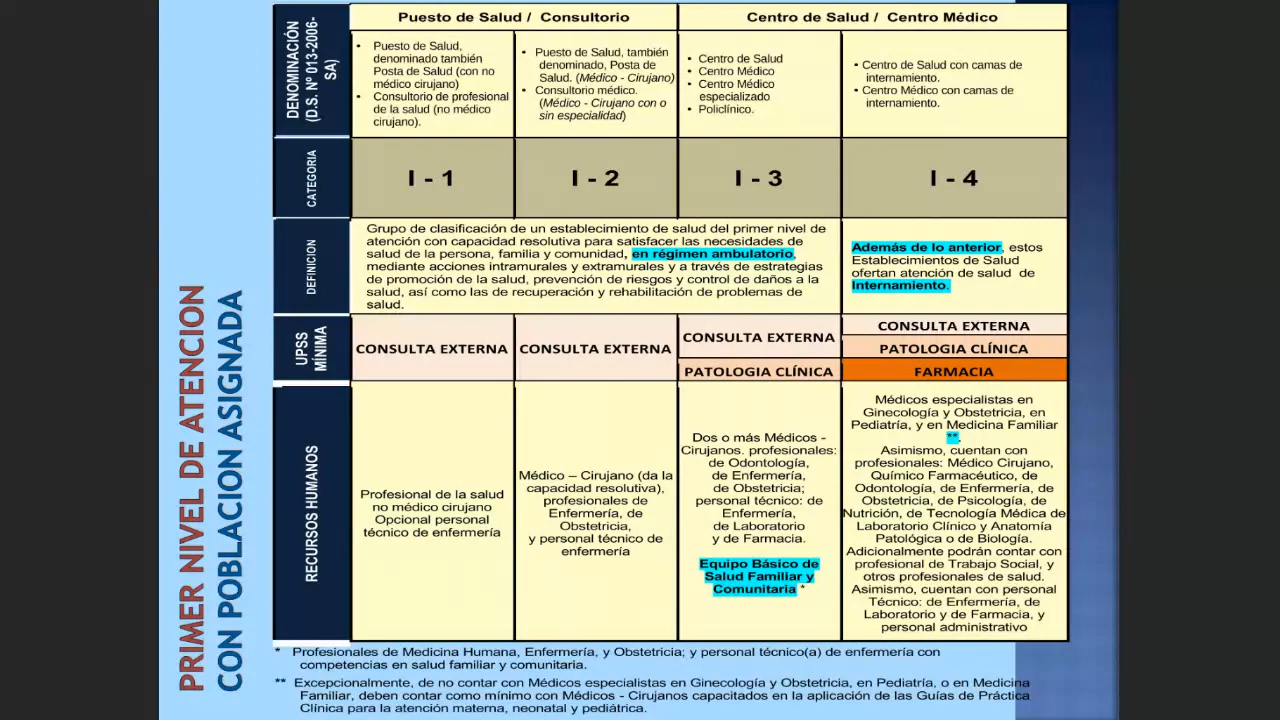 PRIMER NIVEL DE ATENCION
CON POBLACION ASIGNADA
DENOMINACIÓN
(D.S. Nº 013-2006-
SA)
Puesto de Salud / Consultorio
Centro de Salud / Centro Médico
• Puesto de Salud,
denominado también
Posta de Salud (con no
médico cirujano)
• Consultorio de profesional
de la salud (no médico
cirujano).
• Puesto de Salud, también
denominado, Posta de
Salud. (Médico - Cirujano)
• Consultorio médico.
(Médico - Cirujano con o
sin especialidad)
• Centro de Salud
• Centro Médico
• Centro Médico
especializado
• Policlínico.
• Centro de Salud con camas de
internamiento.
• Centro Médico con camas de
internamiento.
CATEGORIA
I - 1
I - 2
I - 3
I - 4
DEFINICION
Grupo de clasificación de un establecimiento de salud del primer nivel de
atención con capacidad resolutiva para satisfacer las necesidades de
salud de la persona, familia y comunidad, en régimen ambulatorio,
mediante acciones intramurales y extramurales y a través de estrategias
de promoción de la salud, prevención de riesgos y control de daños a la
salud, así como las de recuperación y rehabilitación de problemas de
salud.
Además de lo anterior, estos
Establecimientos de Salud
ofertan atención de salud de
Internamiento.
UPSS
MÍNIMA
CONSULTA EXTERNA
CONSULTA EXTERNA
CONSULTA EXTERNA
PATOLOGIA CLÍNICA
CONSULTA EXTERNA
PATOLOGIA CLÍNICA
FARMACIA
RECURSOS HUMANOS
Profesional de la salud
no médico cirujano
Opcional personal
técnico de enfermería
Médico – Cirujano (da la
capacidad resolutiva),
profesionales de
Enfermería, de
Obstetricia,
y personal técnico de
enfermería
Dos o más Médicos -
Cirujanos. profesionales:
de Odontología,
de Enfermería,
de Obstetricia;
personal técnico: de
Enfermería,
de Laboratorio
y de Farmacia.
Equipo Básico de
Salud Familiar y
Comunitaria *
Médicos especialistas en
Ginecología y Obstetricia, en
Pediatría, y en Medicina Familiar
**.
Asimismo, cuentan con
profesionales: Médico Cirujano,
Químico Farmacéutico, de
Odontología, de Enfermería, de
Obstetricia, de Psicología, de
Nutrición, de Tecnología Médica de
Laboratorio Clínico y Anatomía
Patológica o de Biología.
Adicionalmente podrán contar con
profesional de Trabajo Social, y
otros profesionales de salud.
Asimismo, cuentan con personal
Técnico: de Enfermería, de
Laboratorio y de Farmacia, y
personal administrativo
* Profesionales de Medicina Humana, Enfermería, y Obstetricia; y personal técnico(a) de enfermería con
competencias en salud familiar y comunitaria.
** Excepcionalmente, de no contar con Médicos especialistas en Ginecología y Obstetricia, en Pediatría, o en Medicina
Familiar, deben contar como mínimo con Médicos - Cirujanos capacitados en la aplicación de las Guías de Práctica
Clínica para la atención materna, neonatal y pediátrica.